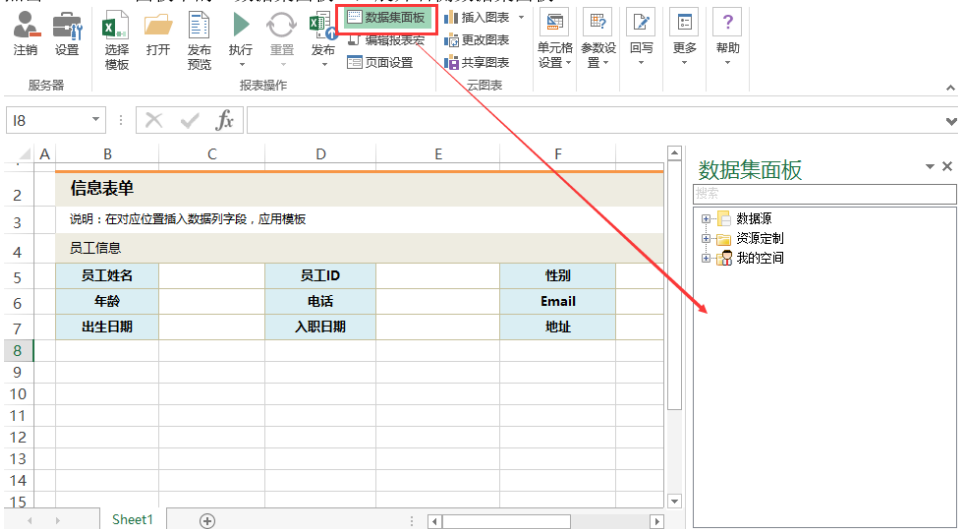 数据集面板 插入图表
注销 设置 选择模板 打开 发布预览 执行 重置 发布 编辑报表宏 更改图表 单元格设置 参数设置 回写 更多 帮助
页面设置 共享图表
服务器 报表操作 云图表
I8 fx
A B C D E F
数据集面板
搜索
2 信息表单
3 说明：在对应位置插入数据列字段，应用模板
4 员工信息
5 员工姓名 员工ID 性别
6 年龄 电话 Email
7 出生日期 入职日期 地址
8
9
10
11
12
13
14
15
数据源
资源定制
我的空间
Sheet1